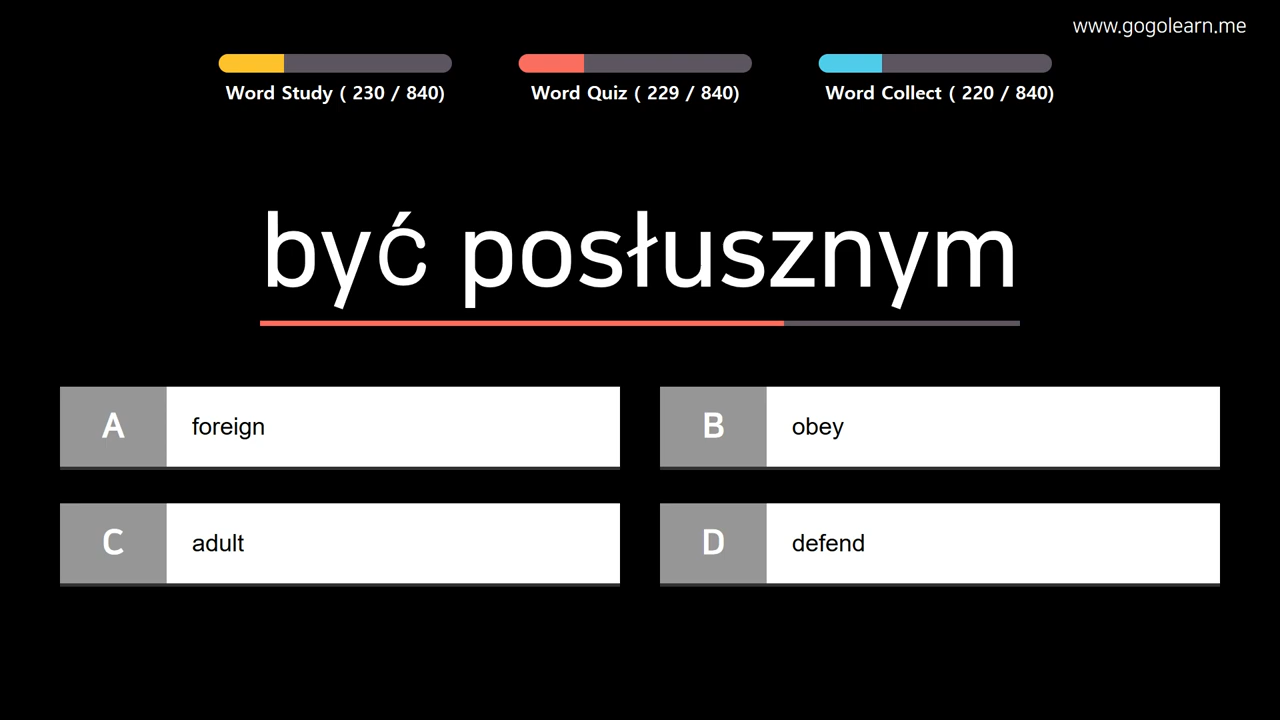 www.gogolearn.me
Word Study ( 230 / 840)
Word Quiz ( 229 / 840)
Word Collect ( 220 / 840)
być posłusznym
A foreign
B obey
C adult
D defend